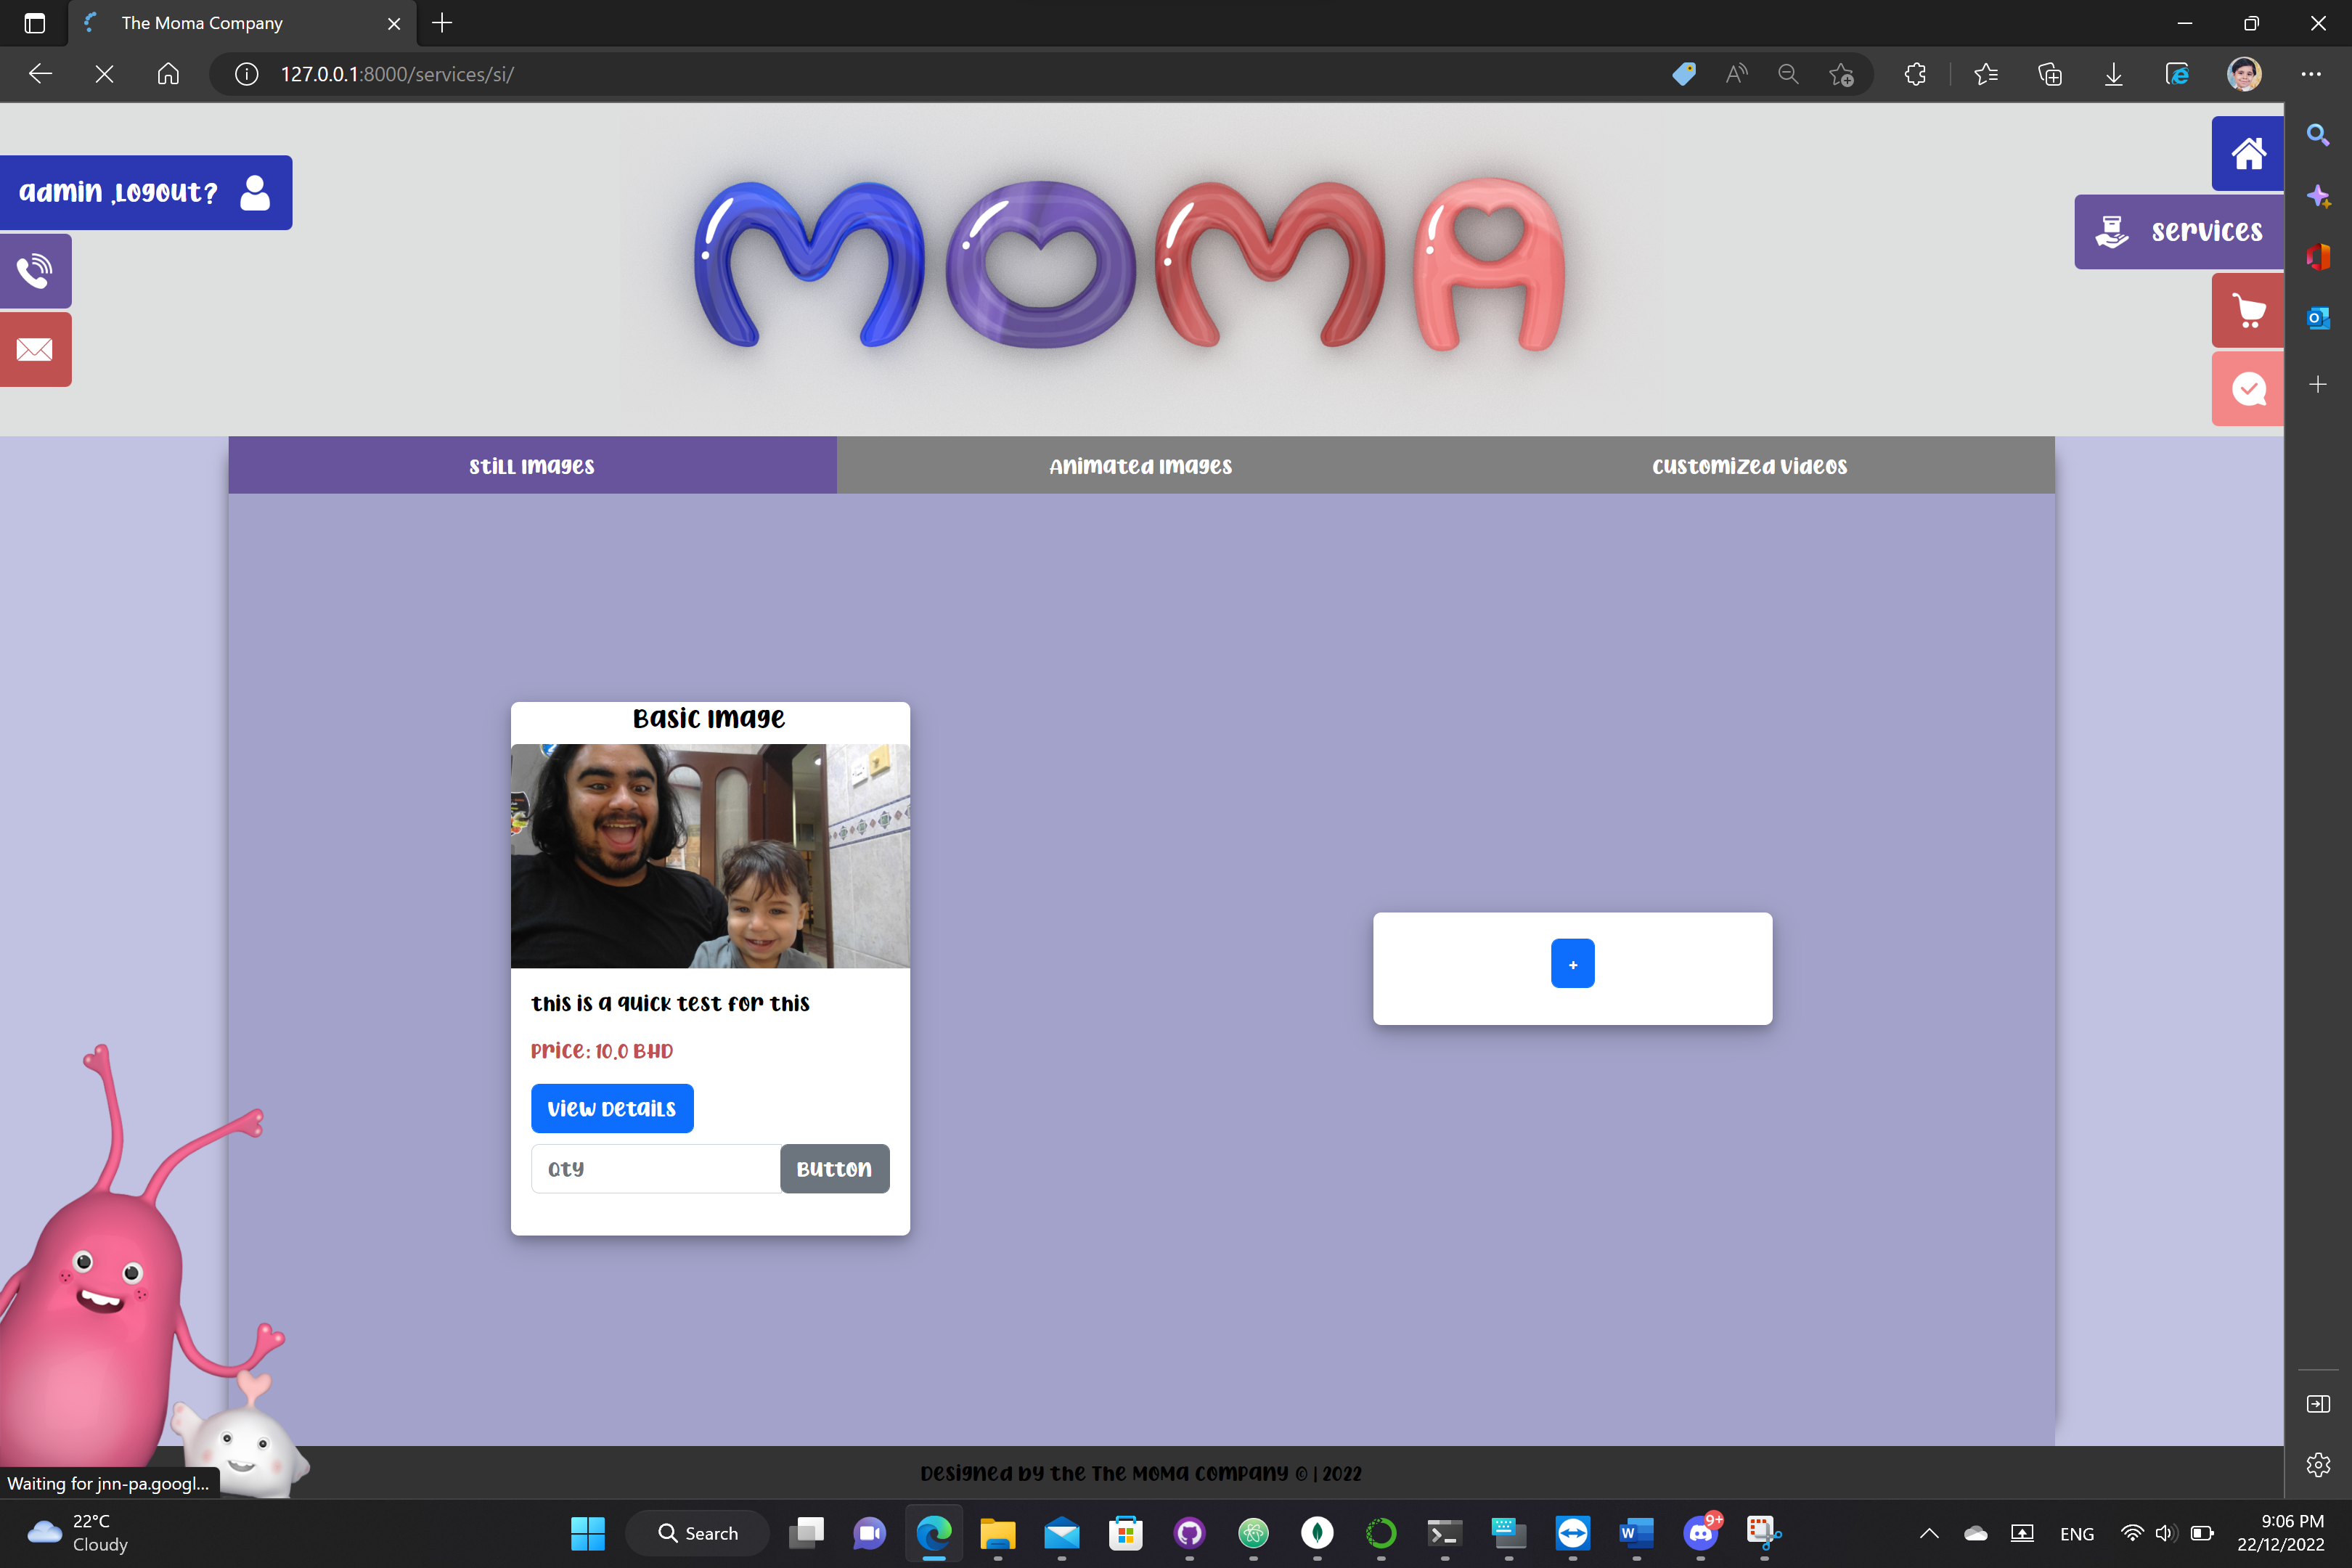 The Moma Company
127.0.0.1:8000/services/si/
admin ,Logout?
MOMA
services
Still Images
Animated Images
Customized Videos
Basic Image
this is a quick test for this
Price: 10.0 BHD
View Details
Qty
Button
+
Designed by the The MOMA Company © | 2022
Waiting for jnn-pa.googl...
22°C
Cloudy
Search
9+
ENG
9:06 PM
22/12/2022